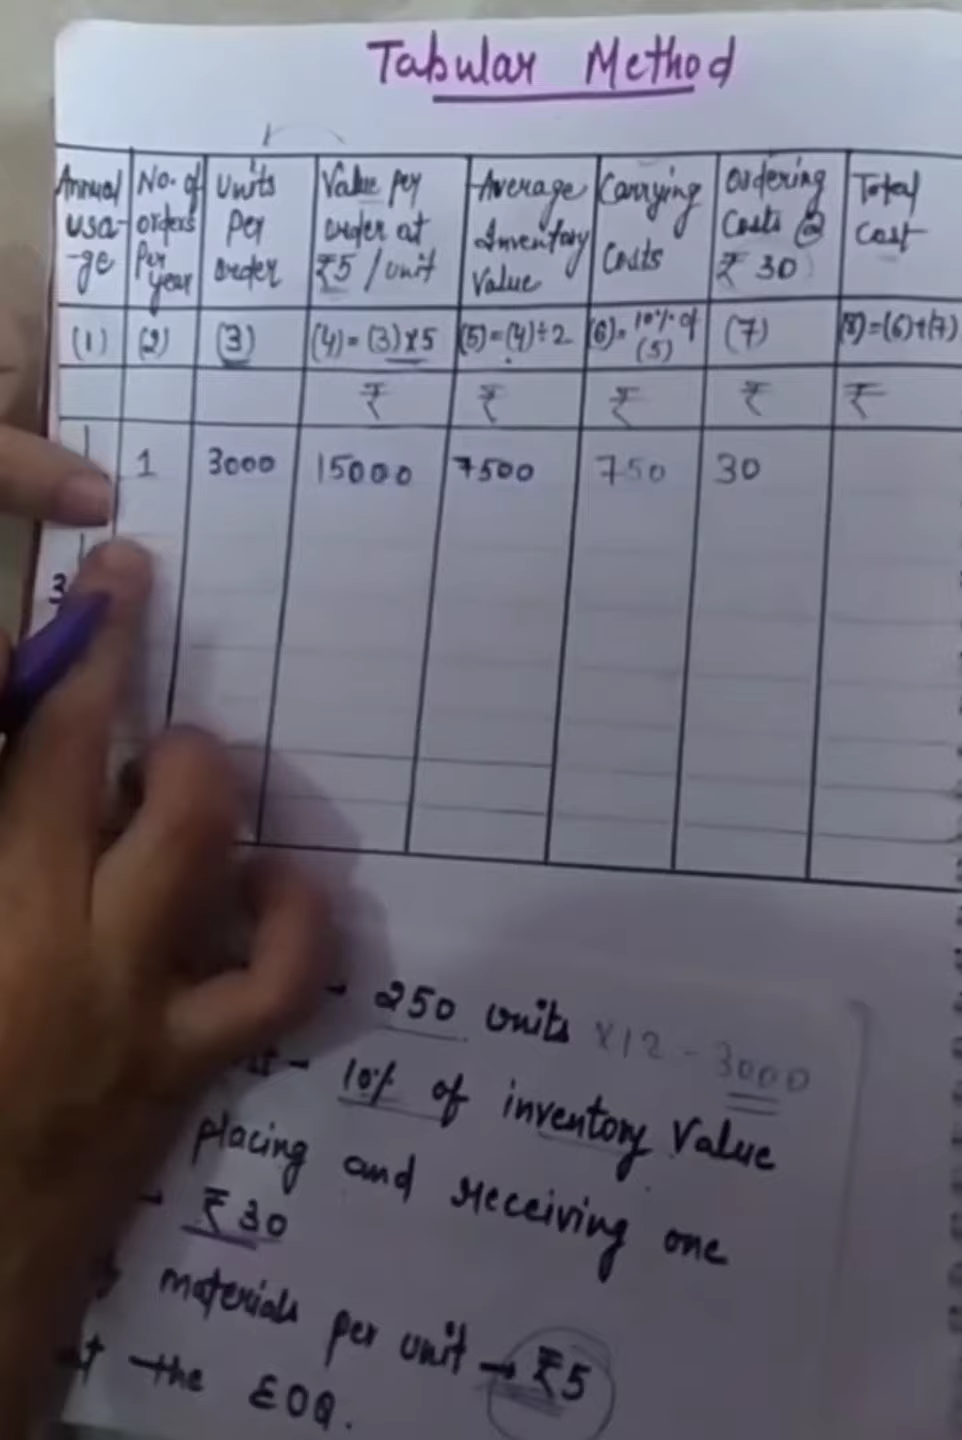 Tabular Method
Annual usa-ge
No. of orders Per year
Units Per order
Value per order at ₹5 / unit
Average Inventory Value
Carrying Costs
Ordering Costs @ ₹ 30
Total Cost
(1) (2) (3) (4) = (3) x 5 (5) = (4) ÷ 2 (6) = 10% of (5) (7) (8) = (6) + (7)
₹ ₹ ₹ ₹ ₹
1 3000 15000 7500 750 30
3
- 250 units x 12 - 3000
- 10% of inventory value
placing and receiving one
- ₹ 30
materials per unit → ₹5
the EOQ.